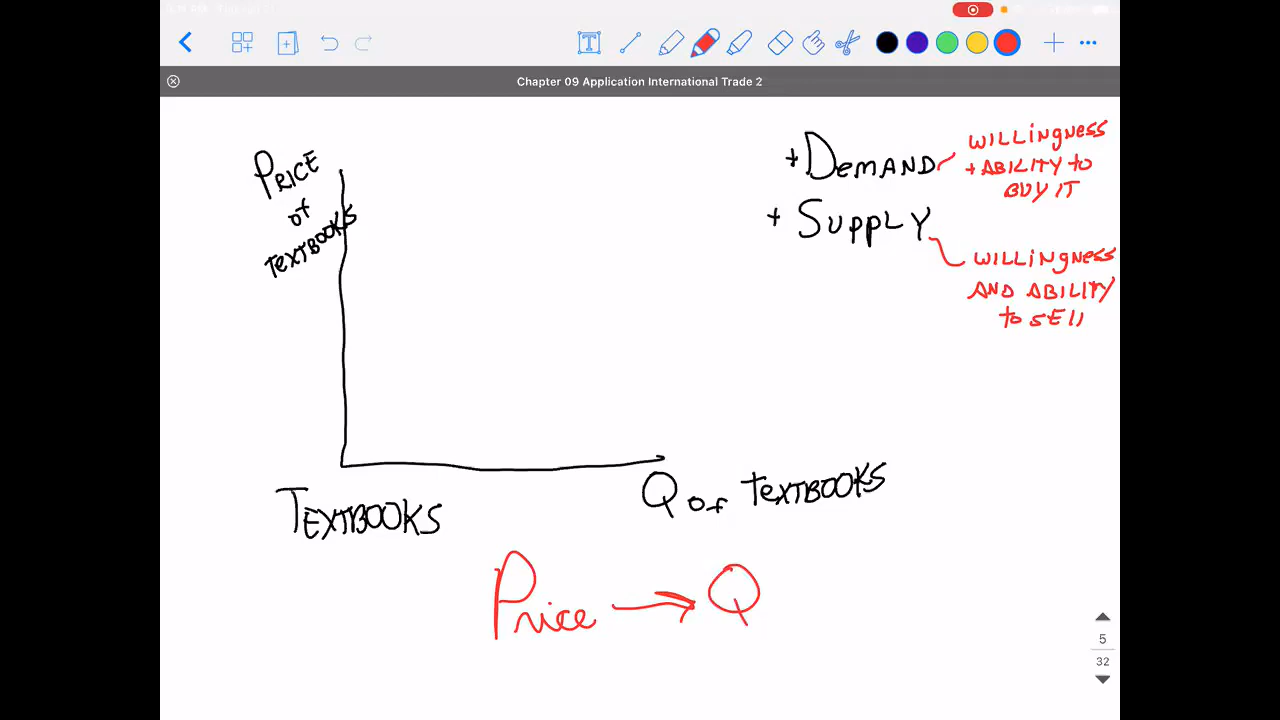 Chapter 09 Application International Trade 2
PRICE
of
TEXTBOOKS
+ DEMAND
WILLINGNESS
+ ABILITY TO
BUY IT
+ SUPPLY
WILLINGNESS
AND ABILITY
to SEll
Q of TEXTBOOKS
TEXTBOOKS
Price → Q
5
32